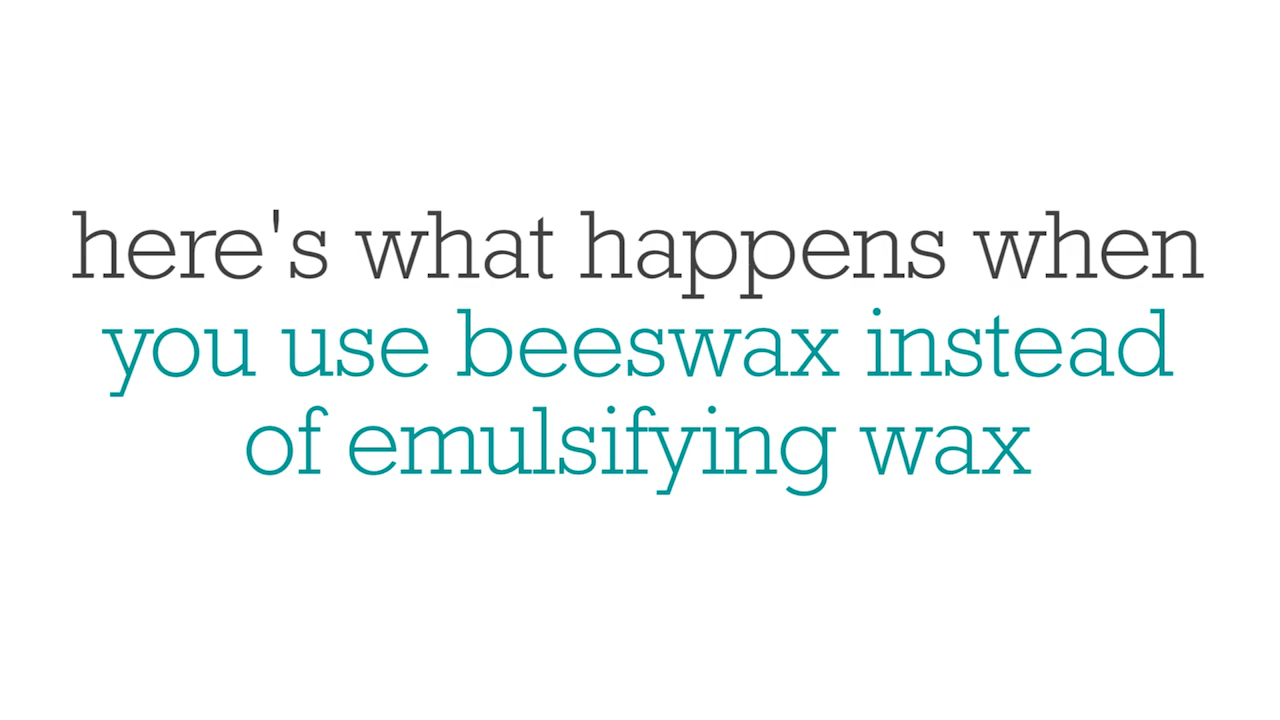 here's what happens when
you use beeswax instead
of emulsifying wax